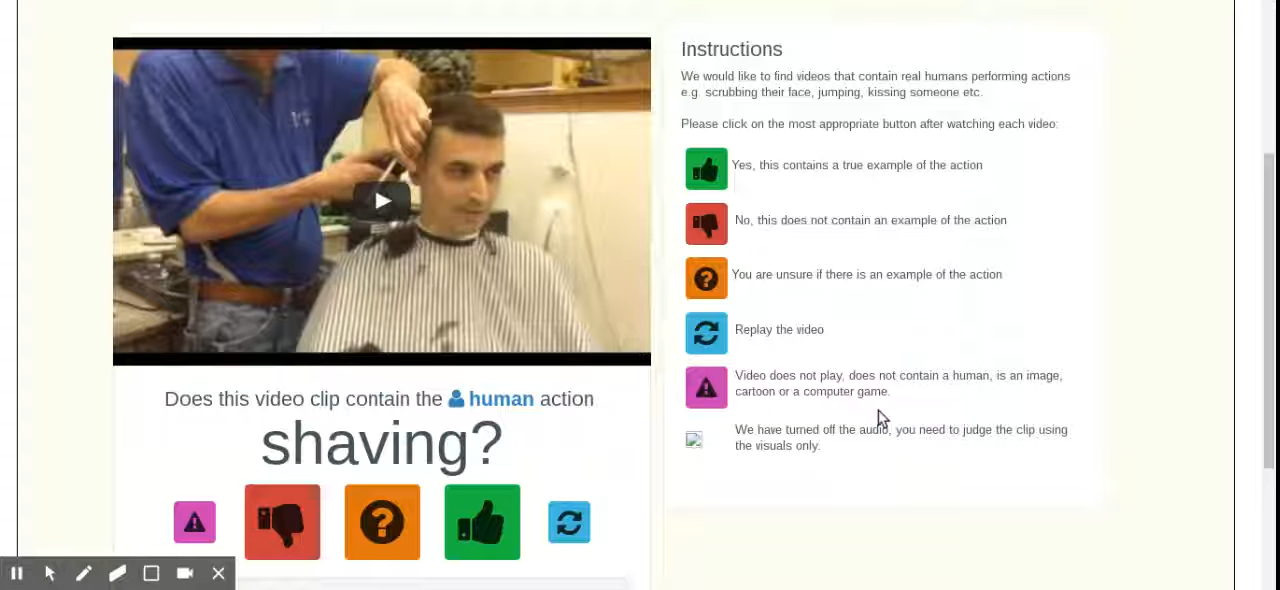 Instructions
We would like to find videos that contain real humans performing actions
e.g. scrubbing their face, jumping, kissing someone etc.
Please click on the most appropriate button after watching each video:
Yes, this contains a true example of the action
No, this does not contain an example of the action
You are unsure if there is an example of the action
Replay the video
Video does not play, does not contain a human, is an image,
cartoon or a computer game.
We have turned off the audio, you need to judge the clip using
the visuals only.
Does this video clip contain the human action
shaving?